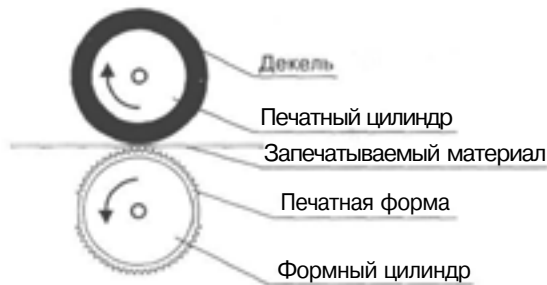 Декель
Печатный цилиндр
Запечатываемый материал
Печатная форма
Формный цилиндр